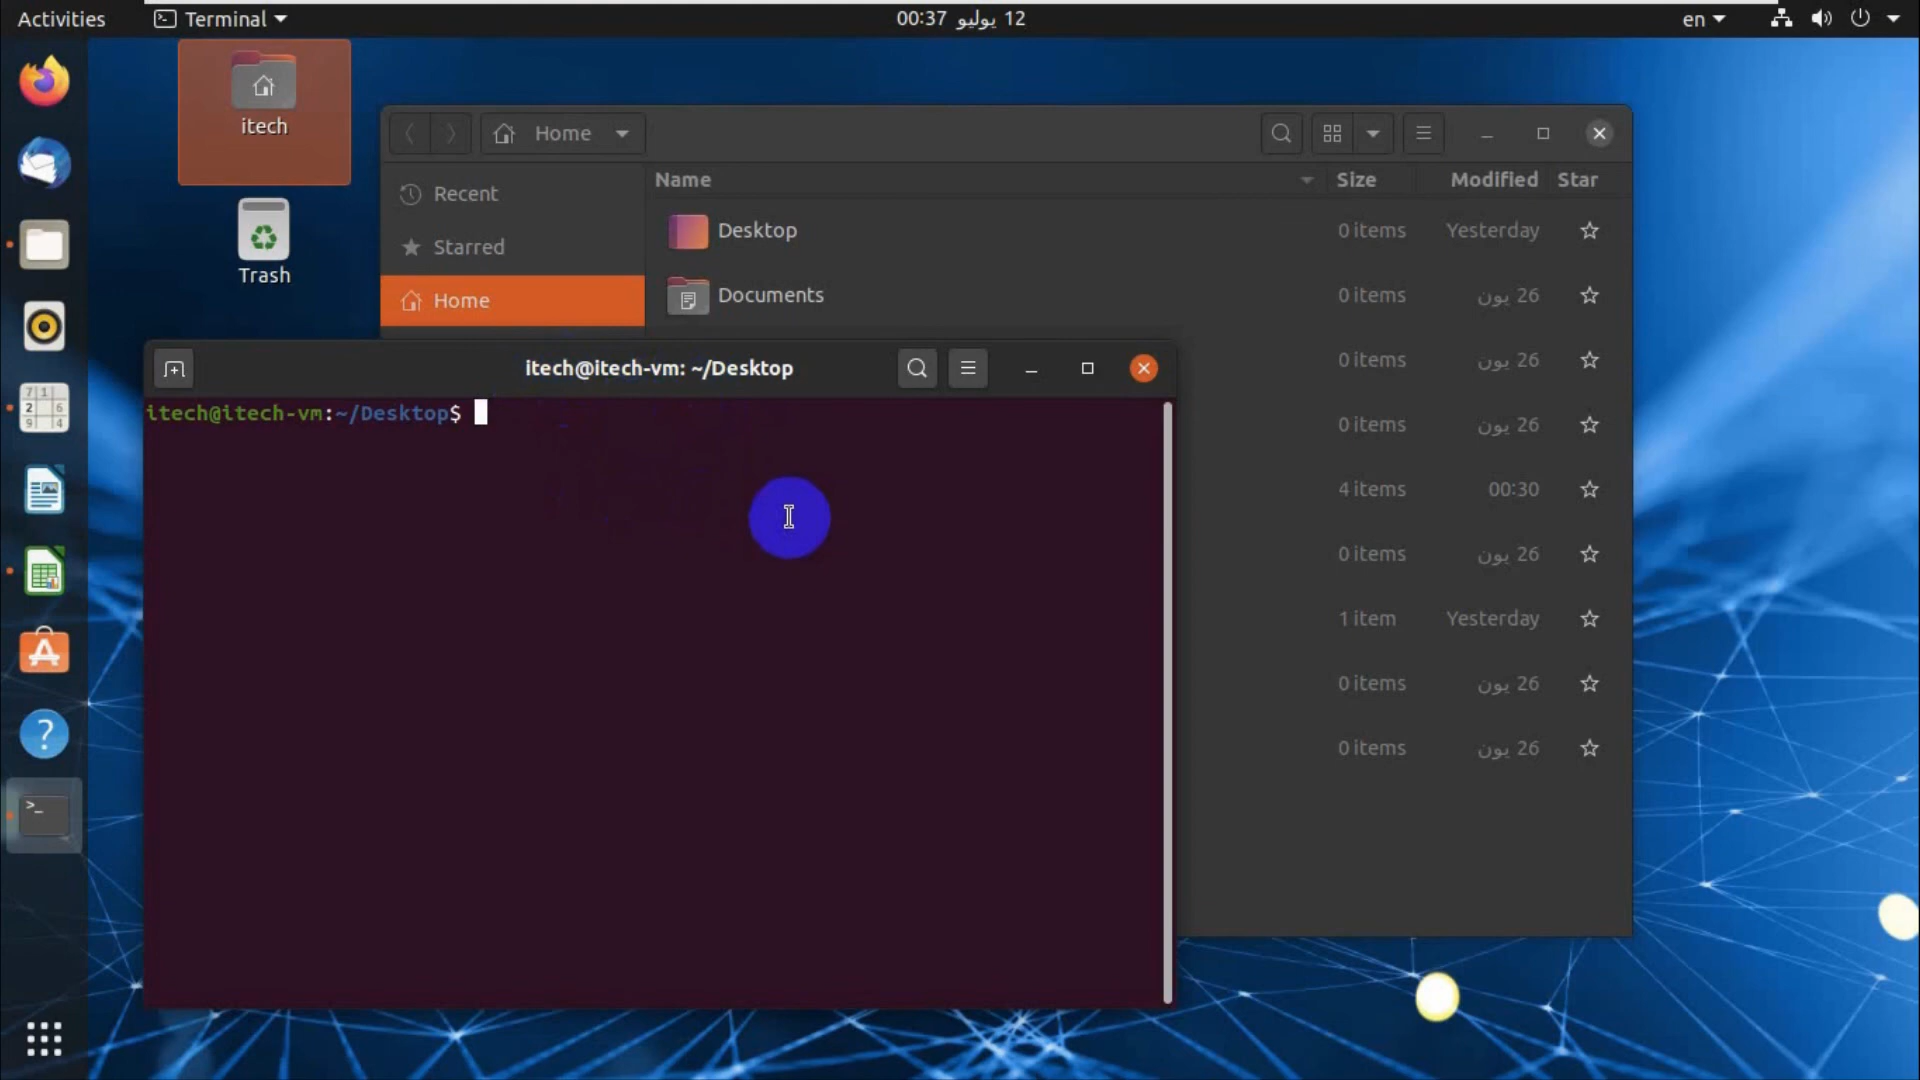 Activities
Terminal
12 يوليو 00:37
en
itech
Trash
Home
Name Size Modified Star
Recent
Starred
Home
Desktop 0 items Yesterday
Documents 0 items 26 يون
0 items 26 يون
0 items 26 يون
4 items 00:30
0 items 26 يون
1 item Yesterday
0 items 26 يون
0 items 26 يون
itech@itech-vm: ~/Desktop
itech@itech-vm:~/Desktop$